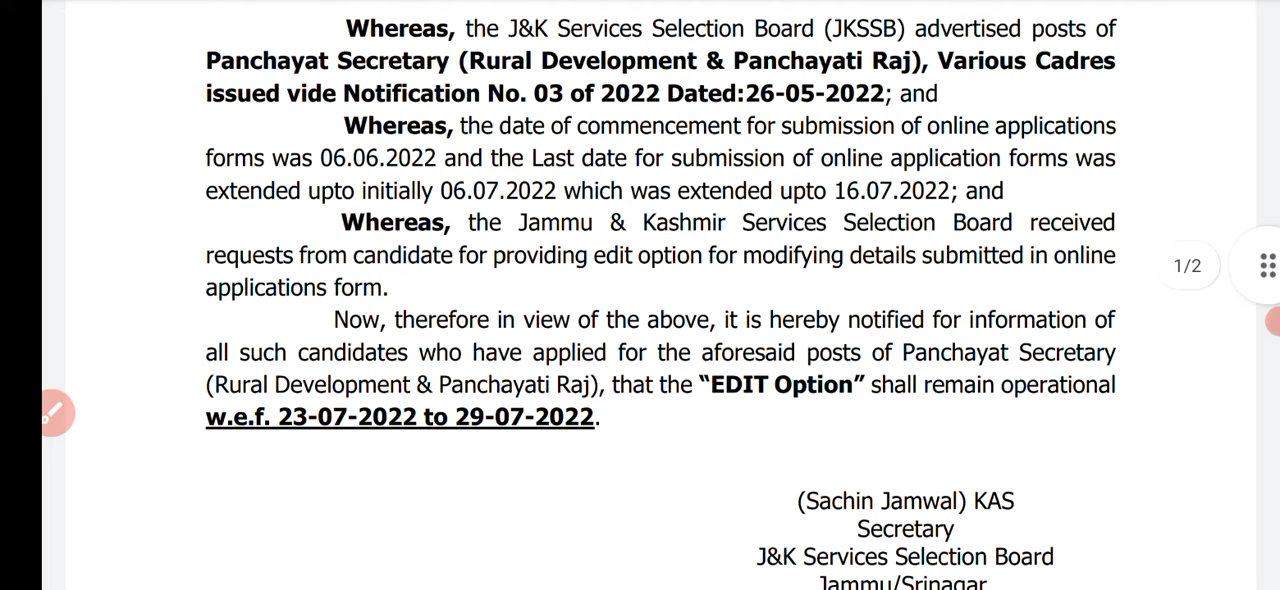 Whereas, the J&K Services Selection Board (JKSSB) advertised posts of
Panchayat Secretary (Rural Development & Panchayati Raj), Various Cadres
issued vide Notification No. 03 of 2022 Dated:26-05-2022; and
Whereas, the date of commencement for submission of online applications
forms was 06.06.2022 and the Last date for submission of online application forms was
extended upto initially 06.07.2022 which was extended upto 16.07.2022; and
Whereas, the Jammu & Kashmir Services Selection Board received
requests from candidate for providing edit option for modifying details submitted in online
applications form.
1/2
Now, therefore in view of the above, it is hereby notified for information of
all such candidates who have applied for the aforesaid posts of Panchayat Secretary
(Rural Development & Panchayati Raj), that the “EDIT Option” shall remain operational
w.e.f. 23-07-2022 to 29-07-2022.
(Sachin Jamwal) KAS
Secretary
J&K Services Selection Board
Jammu/Srinagar